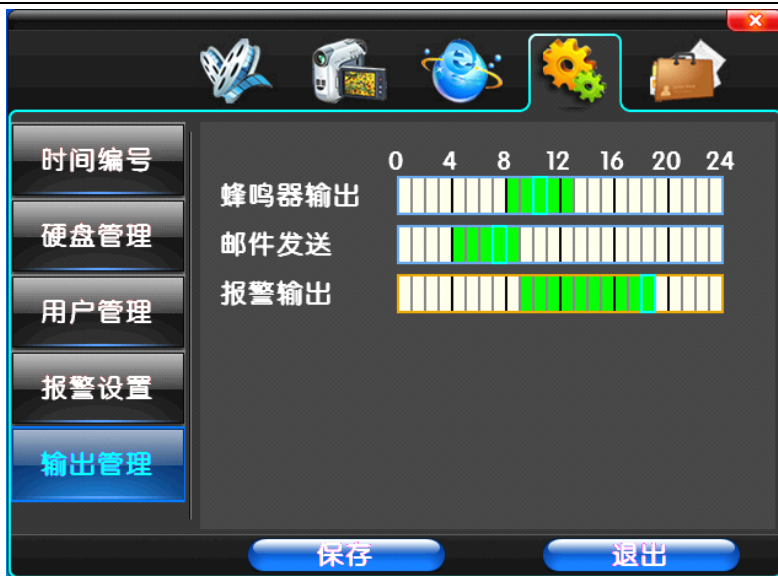 时间编号
硬盘管理
用户管理
报警设置
输出管理
0 4 8 12 16 20 24
蜂鸣器输出
邮件发送
报警输出
保存 退出